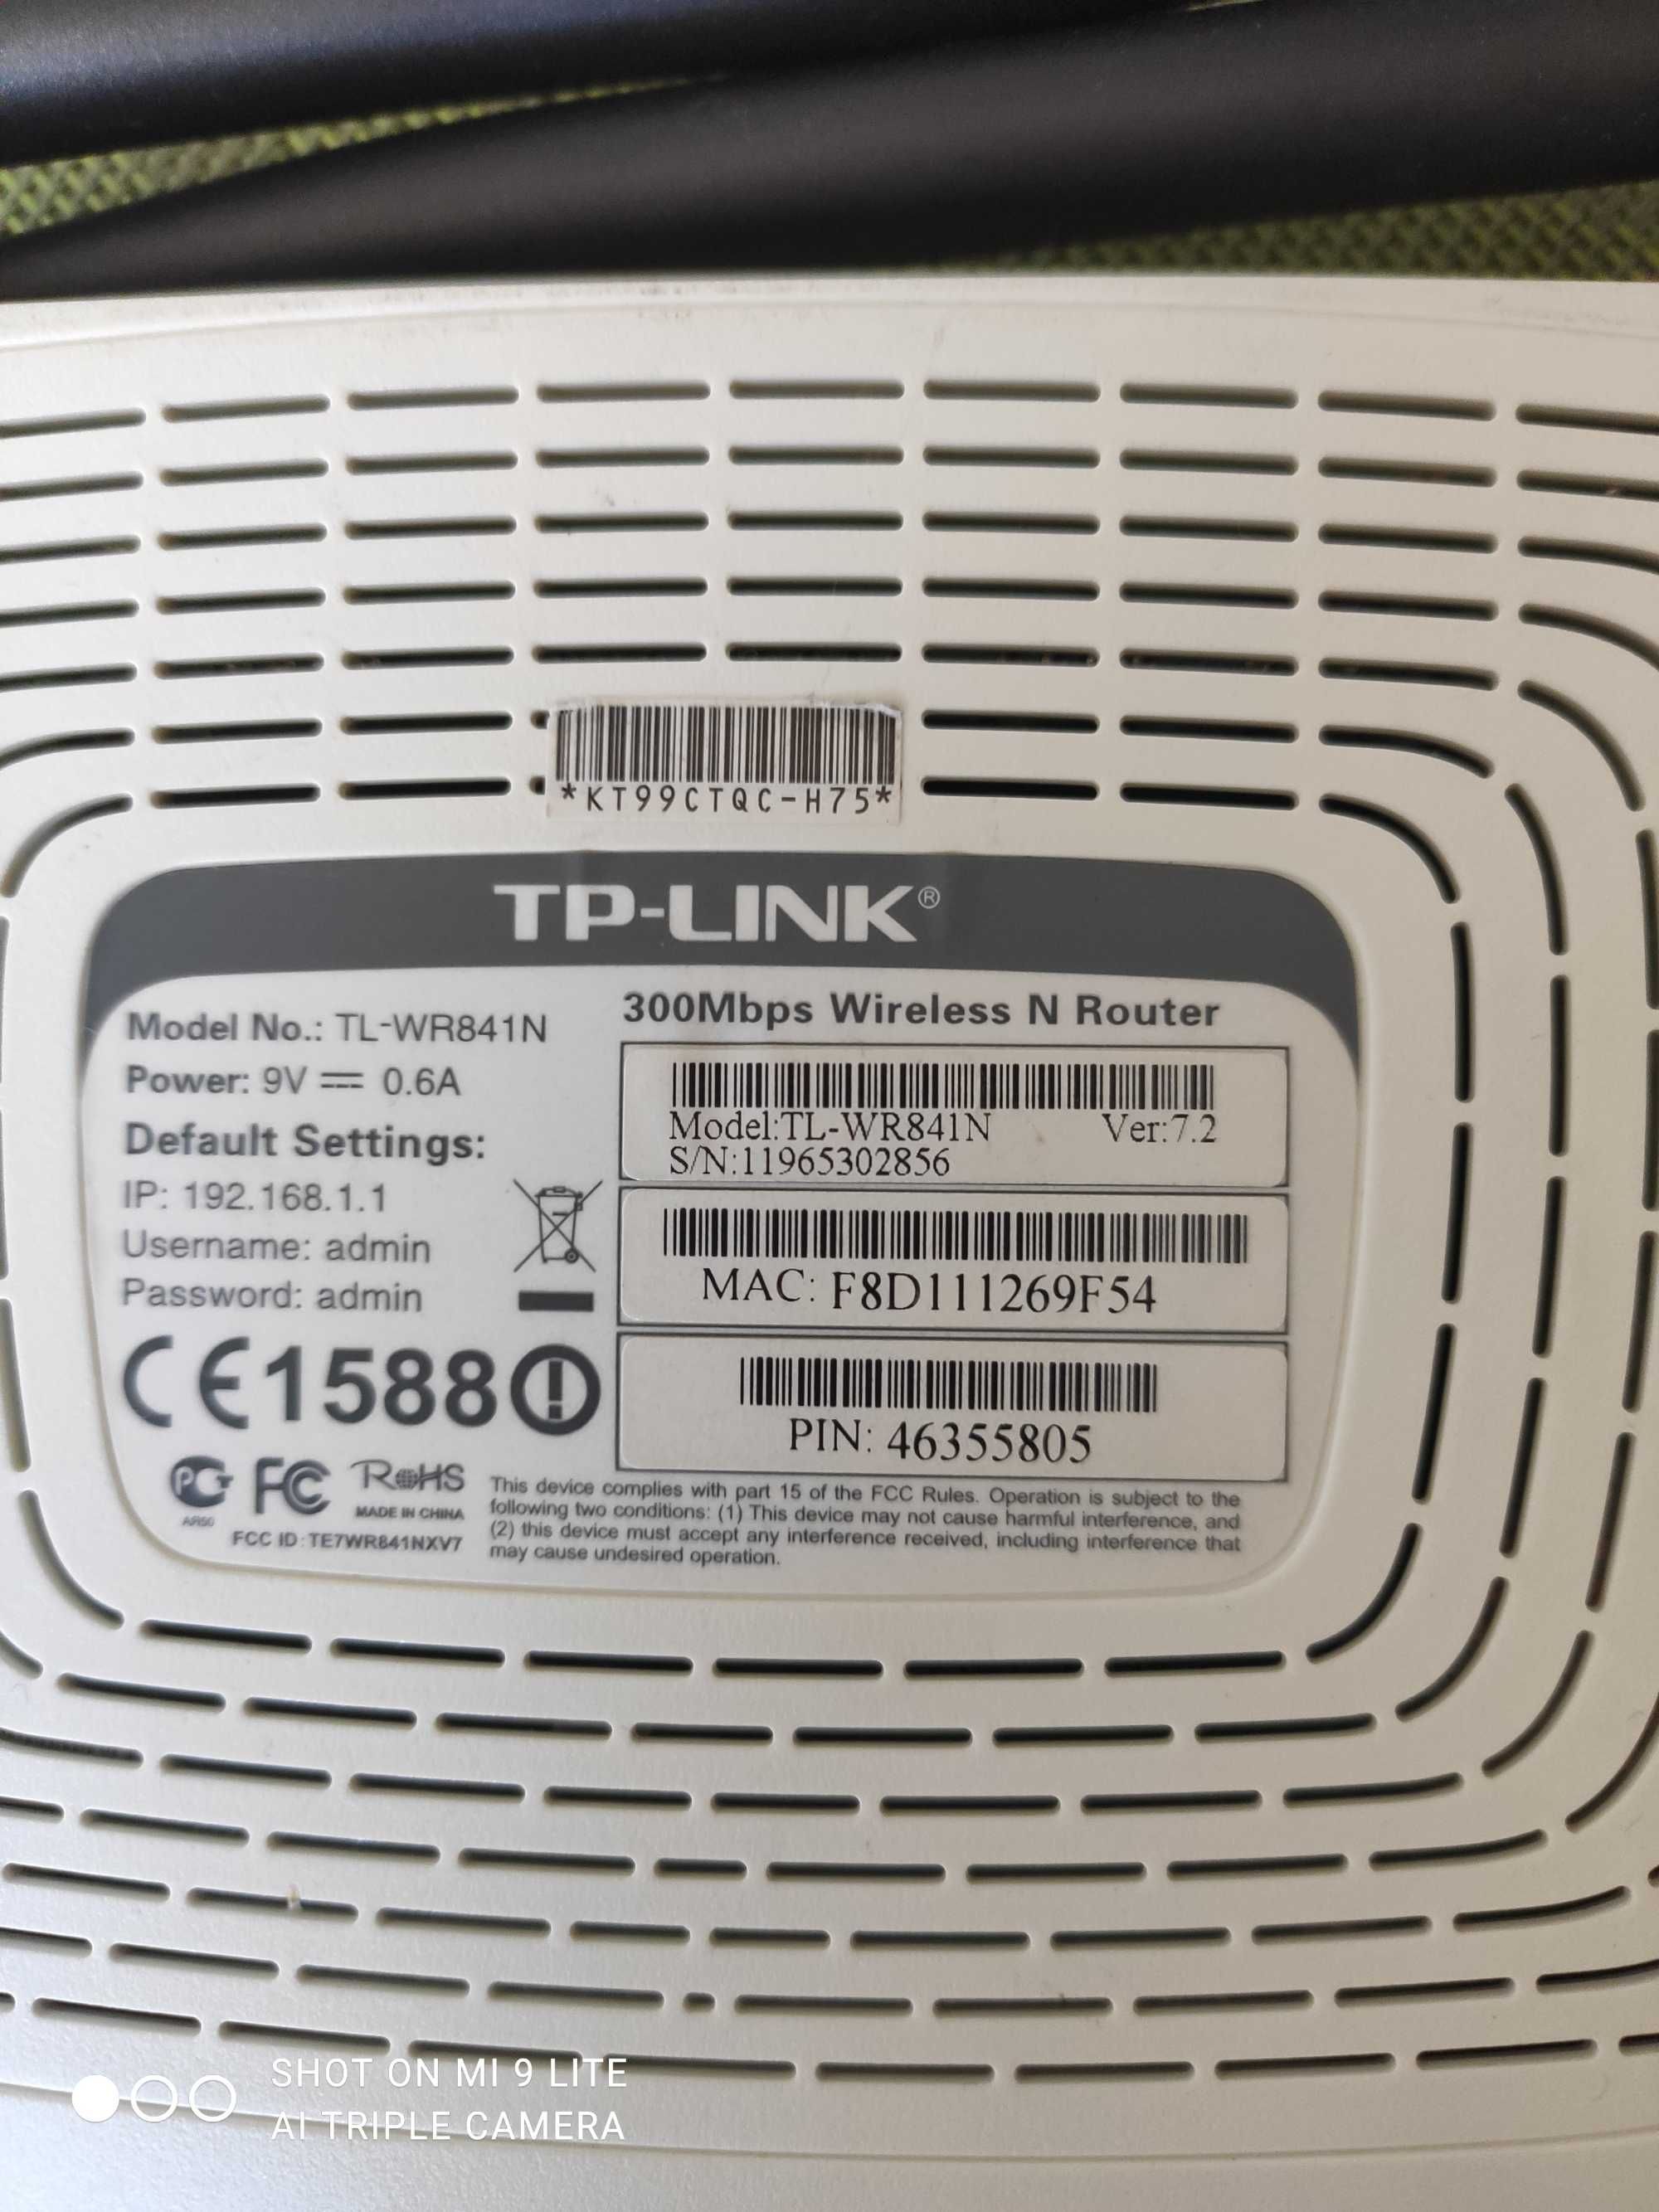 *KT99CTQC-H75*
TP-LINK®
Model No.: TL-WR841N
Power: 9V ⎓ 0.6A
Default Settings:
IP: 192.168.1.1
Username: admin
Password: admin
CE1588
PCT
AR50
FC
RoHS
MADE IN CHINA
FCC ID: TE7WR841NXV7
300Mbps Wireless N Router
Model:TL-WR841N Ver:7.2
S/N:11965302856
MAC: F8D111269F54
PIN: 46355805
This device complies with part 15 of the FCC Rules. Operation is subject to the
following two conditions: (1) This device may not cause harmful interference, and
(2) this device must accept any interference received, including interference that
may cause undesired operation.
SHOT ON MI 9 LITE
AI TRIPLE CAMERA